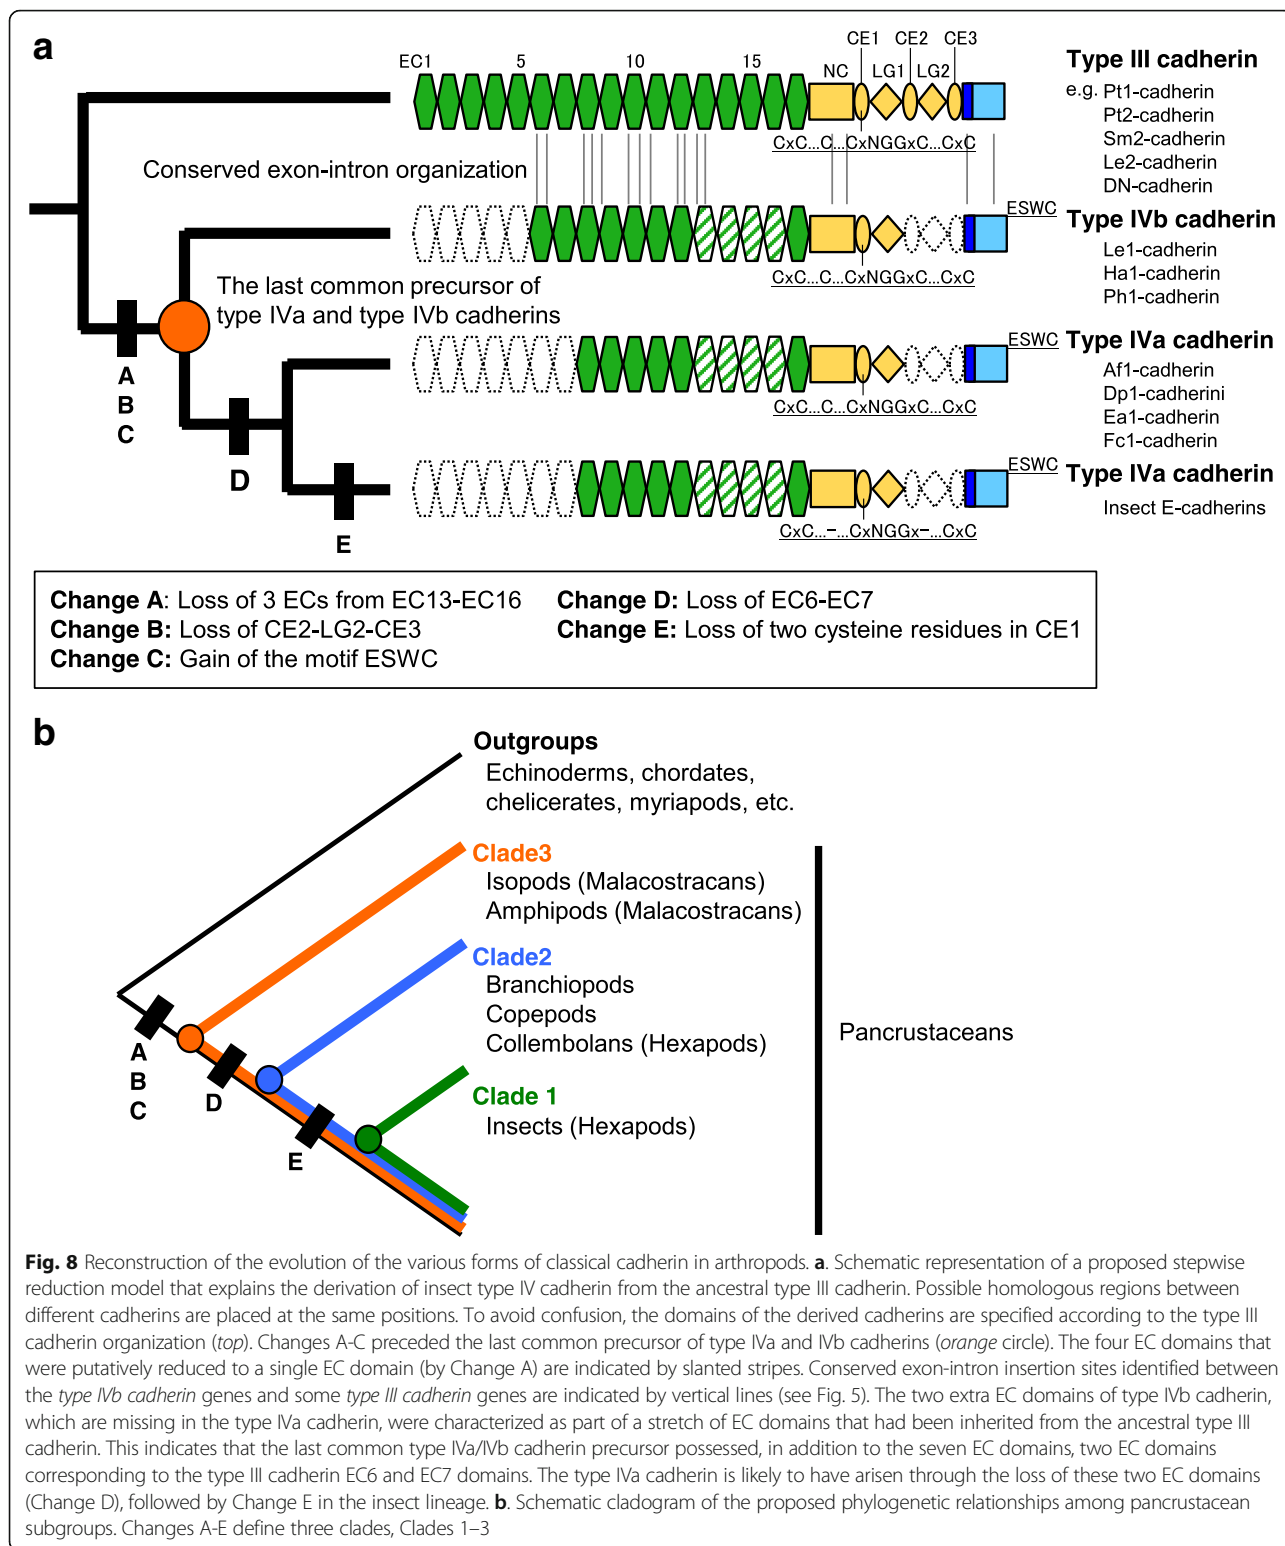 a
EC1 5 10 15 NC CE1 LG1 CE2 LG2 CE3
CxC...C...CxNGGxC...CxC
Type III cadherin
e.g. Pt1-cadherin
Pt2-cadherin
Sm2-cadherin
Le2-cadherin
DN-cadherin
Conserved exon-intron organization
ESWC
CxC...C...CxNGGxC...CxC
Type IVb cadherin
Le1-cadherin
Ha1-cadherin
Ph1-cadherin
The last common precursor of
type IVa and type IVb cadherins
ESWC
CxC...C...CxNGGxC...CxC
Type IVa cadherin
Af1-cadherin
Dp1-cadherini
Ea1-cadherin
Fc1-cadherin
A
B
C
D
E
ESWC
CxC...–...CxNGGx–...CxC
Type IVa cadherin
Insect E-cadherins
Change A: Loss of 3 ECs from EC13-EC16
Change B: Loss of CE2-LG2-CE3
Change C: Gain of the motif ESWC
Change D: Loss of EC6-EC7
Change E: Loss of two cysteine residues in CE1
b
Outgroups
Echinoderms, chordates,
chelicerates, myriapods, etc.
Clade3
Isopods (Malacostracans)
Amphipods (Malacostracans)
Clade2
Branchiopods
Copepods
Collembolans (Hexapods)
Clade 1
Insects (Hexapods)
Pancrustaceans
A
B
C
D
E
Fig. 8 Reconstruction of the evolution of the various forms of classical cadherin in arthropods. a. Schematic representation of a proposed stepwise
reduction model that explains the derivation of insect type IV cadherin from the ancestral type III cadherin. Possible homologous regions between
different cadherins are placed at the same positions. To avoid confusion, the domains of the derived cadherins are specified according to the type III
cadherin organization (top). Changes A-C preceded the last common precursor of type IVa and IVb cadherins (orange circle). The four EC domains that
were putatively reduced to a single EC domain (by Change A) are indicated by slanted stripes. Conserved exon-intron insertion sites identified between
the type IVb cadherin genes and some type III cadherin genes are indicated by vertical lines (see Fig. 5). The two extra EC domains of type IVb cadherin,
which are missing in the type IVa cadherin, were characterized as part of a stretch of EC domains that had been inherited from the ancestral type III
cadherin. This indicates that the last common type IVa/IVb cadherin precursor possessed, in addition to the seven EC domains, two EC domains
corresponding to the type III cadherin EC6 and EC7 domains. The type IVa cadherin is likely to have arisen through the loss of these two EC domains
(Change D), followed by Change E in the insect lineage. b. Schematic cladogram of the proposed phylogenetic relationships among pancrustacean
subgroups. Changes A-E define three clades, Clades 1–3